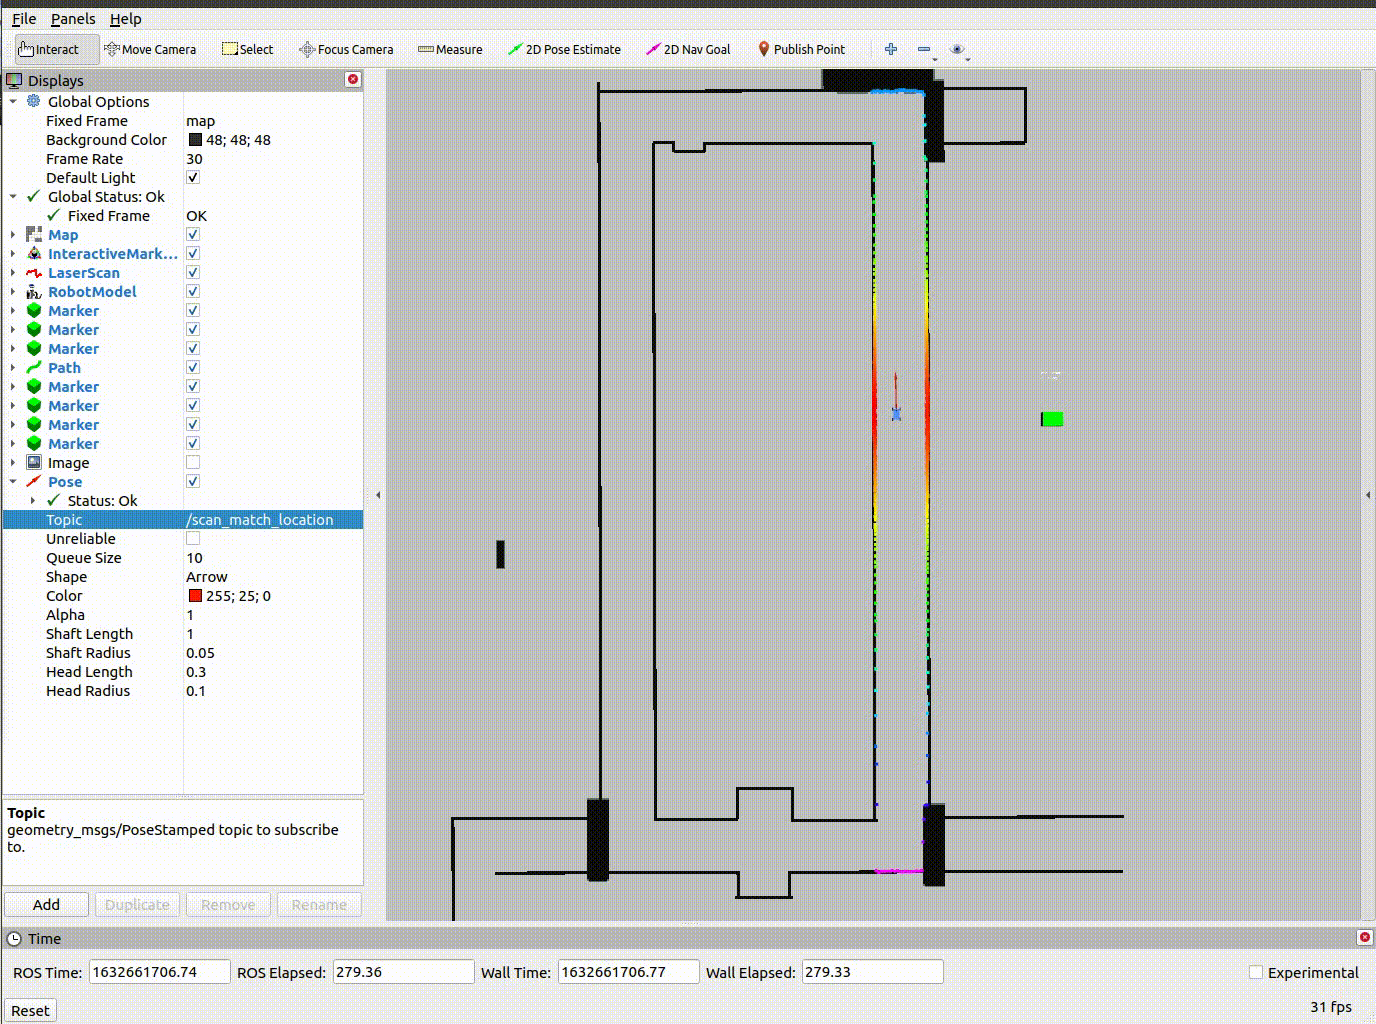 File Panels Help
Interact Move Camera Select Focus Camera Measure 2D Pose Estimate 2D Nav Goal Publish Point
Displays
Global Options
Fixed Frame map
Background Color 48; 48; 48
Frame Rate 30
Default Light
Global Status: Ok
Fixed Frame OK
Map
InteractiveMark...
LaserScan
RobotModel
Marker
Marker
Marker
Path
Marker
Marker
Marker
Marker
Image
Pose
Status: Ok
Topic /scan_match_location
Unreliable
Queue Size 10
Shape Arrow
Color 255; 25; 0
Alpha 1
Shaft Length 1
Shaft Radius 0.05
Head Length 0.3
Head Radius 0.1
Topic
geometry_msgs/PoseStamped topic to subscribe
to.
Add Duplicate Remove Rename
Time
ROS Time: 1632661706.74 ROS Elapsed: 279.36 Wall Time: 1632661706.77 Wall Elapsed: 279.33 Experimental
Reset 31 fps